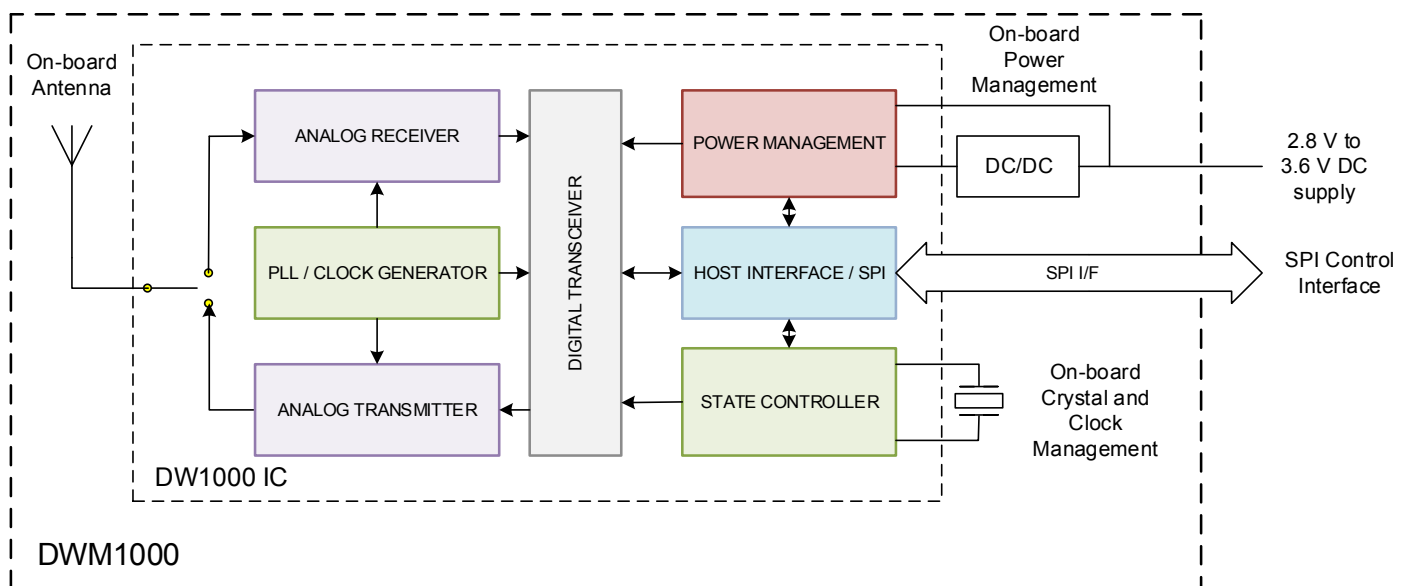 On-board
Antenna
On-board
Power
Management
ANALOG RECEIVER
POWER MANAGEMENT
DC/DC
2.8 V to
3.6 V DC
supply
PLL / CLOCK GENERATOR
DIGITAL TRANSCEIVER
HOST INTERFACE / SPI
SPI I/F
SPI Control
Interface
ANALOG TRANSMITTER
STATE CONTROLLER
On-board
Crystal and
Clock
Management
DW1000 IC
DWM1000